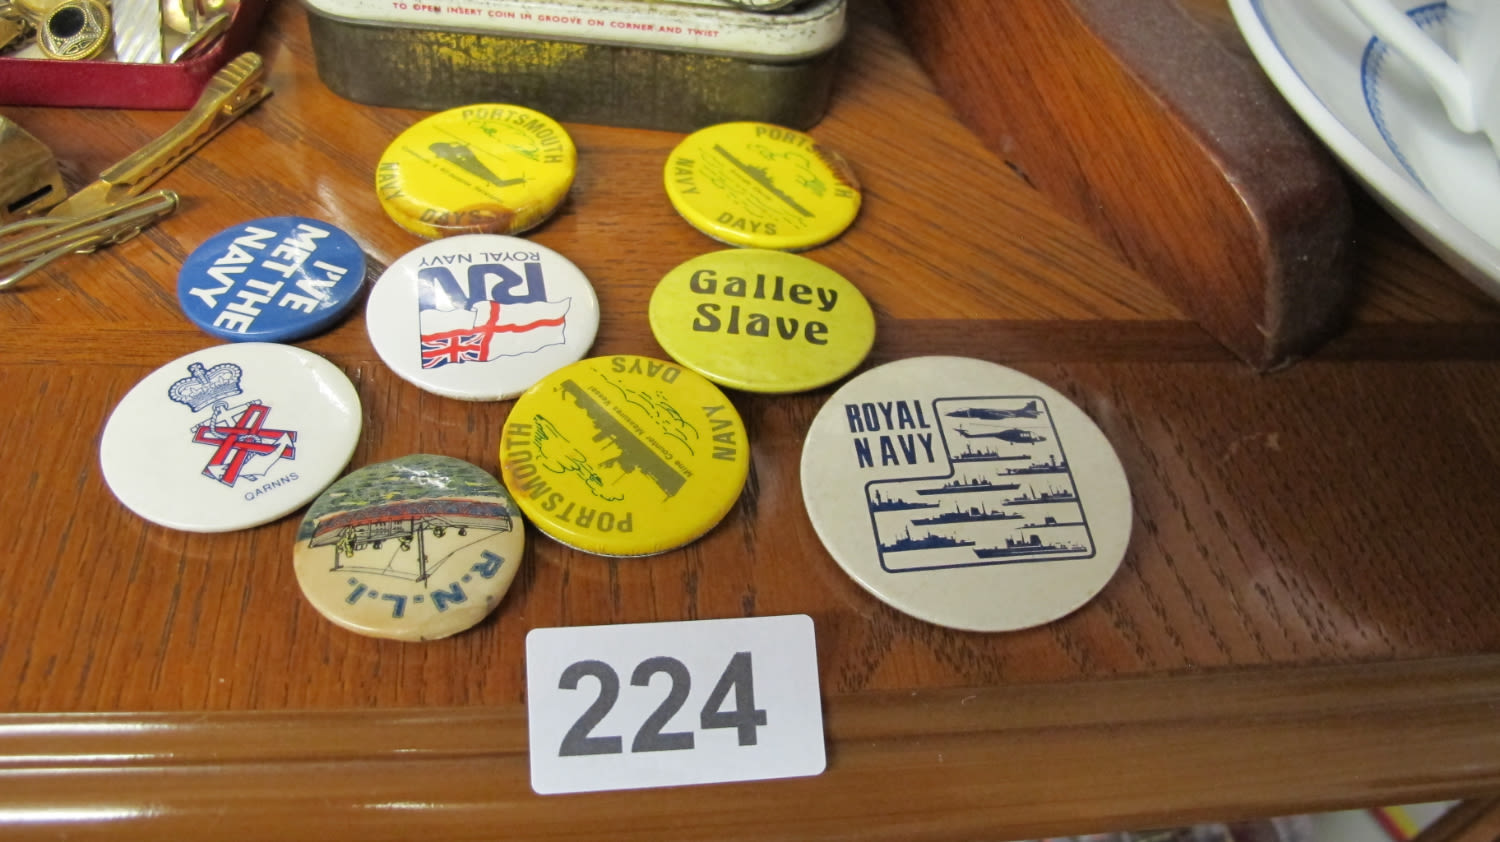 TO OPEN INSERT COIN IN GROOVE ON CORNER AND TWIST
PORTSMOUTH
NAVY
DAYS
PORTSMOUTH
NAVY
DAYS
I'VE
MET THE
NAVY
RN
ROYAL NAVY
Galley
Slave
QARNNS
PORTSMOUTH
NAVY
DAYS
Mine Counter Measures Vessel
R.N.L.I.
ROYAL
NAVY
224